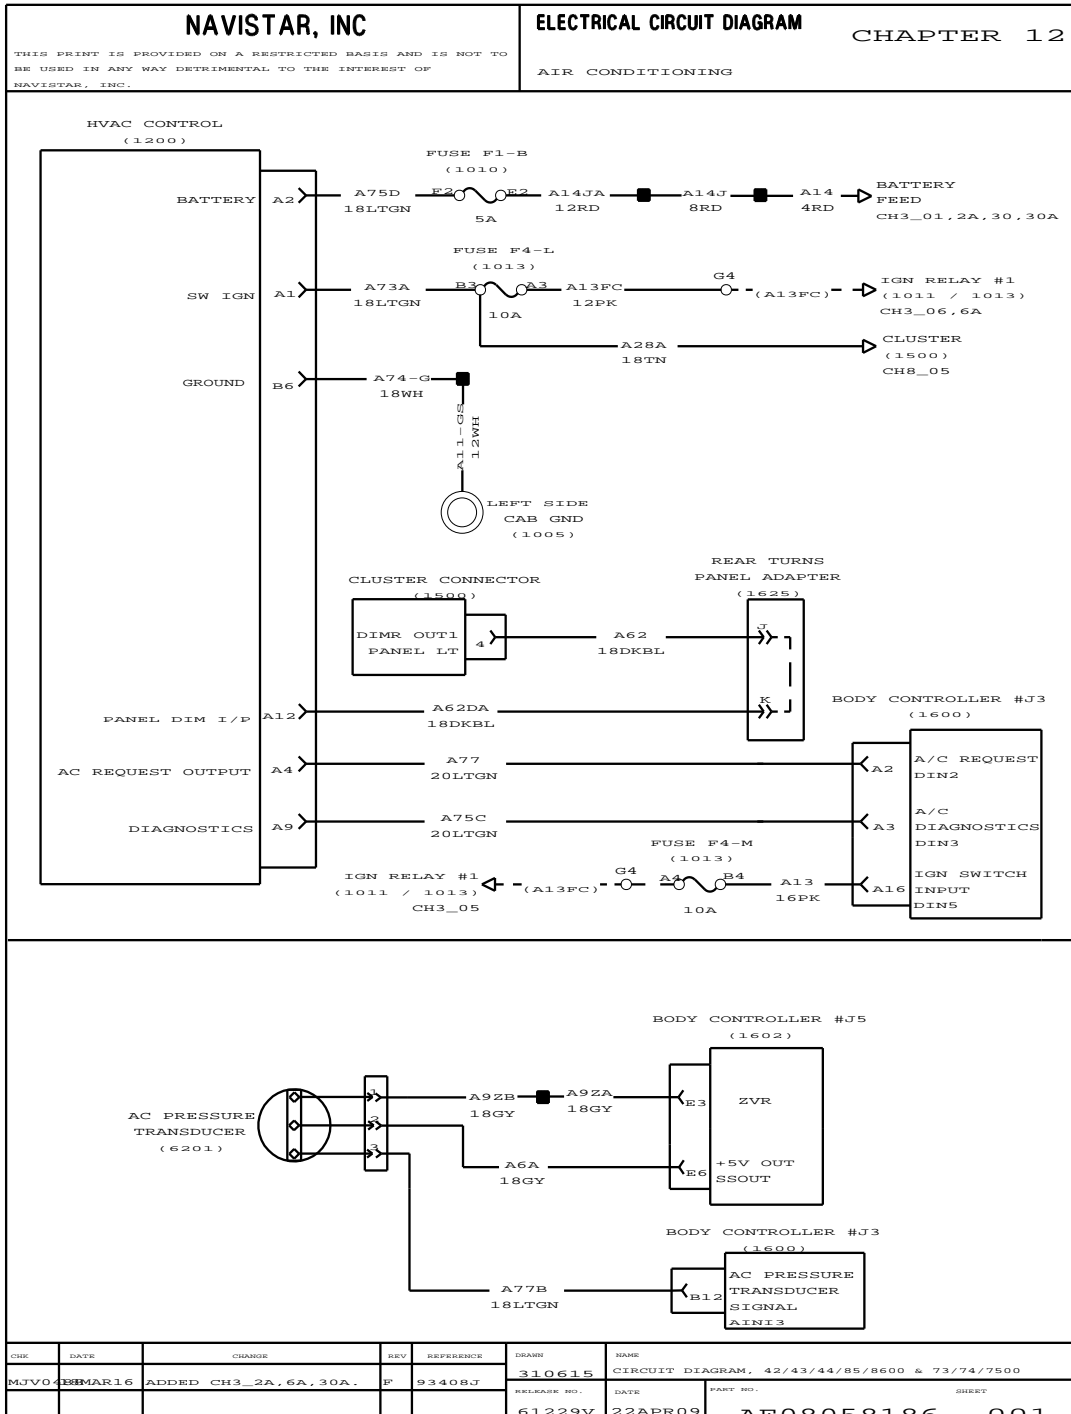 NAVISTAR, INC
THIS PRINT IS PROVIDED ON A RESTRICTED BASIS AND IS NOT TO
BE USED IN ANY WAY DETRIMENTAL TO THE INTEREST OF
NAVISTAR, INC.
ELECTRICAL CIRCUIT DIAGRAM
CHAPTER 12
AIR CONDITIONING
HVAC CONTROL
(1200)
FUSE F1-B
(1010)
BATTERY A2 A75D F2 E2 A14JA A14J A14
18LTGN 5A 12RD 8RD 4RD
BATTERY
FEED
CH3_01,2A,30,30A
FUSE F4-L
(1013)
SW IGN A1 A73A B3 A3 A13FC G4 (A13FC)
18LTGN 10A 12PK
IGN RELAY #1
(1011 / 1013)
CH3_06,6A
A28A
18TN
CLUSTER
(1500)
CH8_05
GROUND B6 A74-G
18WH
A11-GS
12WH
LEFT SIDE
CAB GND
(1005)
CLUSTER CONNECTOR
(1500)
REAR TURNS
PANEL ADAPTER
(1625)
DIMR OUT1
PANEL LT
4 A62 J
18DKBL
K
PANEL DIM I/P A12 A62DA
18DKBL
BODY CONTROLLER #J3
(1600)
AC REQUEST OUTPUT A4 A77 A2
20LTGN
A/C REQUEST
DIN2
DIAGNOSTICS A9 A75C A3
20LTGN
A/C
DIAGNOSTICS
DIN3
FUSE F4-M
(1013)
IGN RELAY #1
(1011 / 1013)
CH3_05
(A13FC) G4 A4 B4 A13 A16
10A 16PK
IGN SWITCH
INPUT
DIN5
BODY CONTROLLER #J5
(1602)
AC PRESSURE
TRANSDUCER
(6201)
1 A9ZB A9ZA E3 ZVR
18GY 18GY
2 A6A E6
18GY
+5V OUT
SSOUT
3
BODY CONTROLLER #J3
(1600)
A77B B12
18LTGN
AC PRESSURE
TRANSDUCER
SIGNAL
AINI3
CHK DATE CHANGE REV REFERENCE
ADDED CH3_2A,6A,30A. F 93408J
DRAWN
310615
NAME
CIRCUIT DIAGRAM, 42/43/44/85/8600 & 73/74/7500
RELEASE NO.
61229V
DATE
22APR09
PART NO. SHEET
AE08058186 001